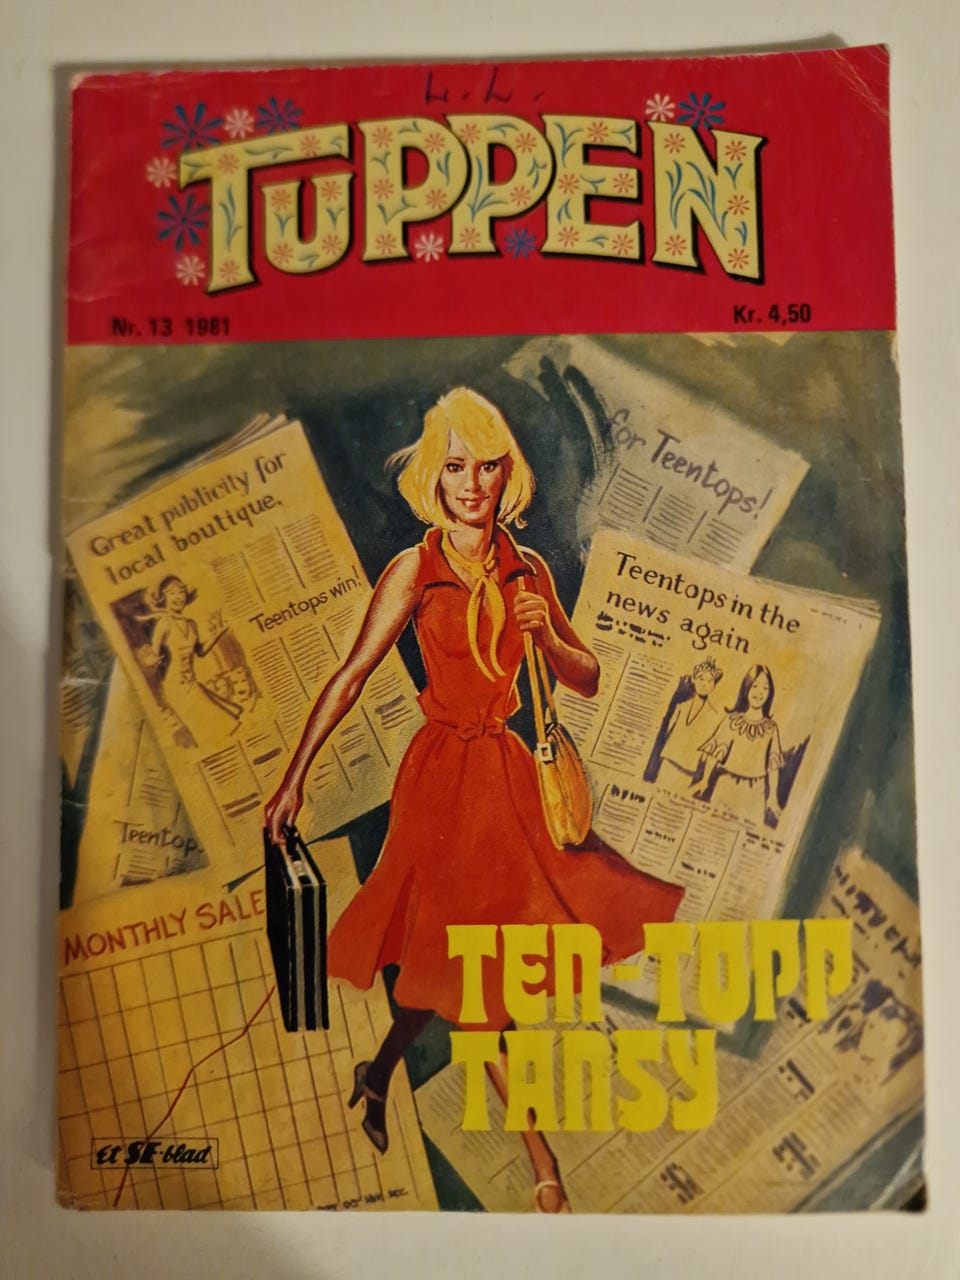 L.L.
TUPPEN
Nr. 13 1981
Kr. 4,50
for Teentops!
Great publicity for
local boutique.
Teentops win!
Teentops in the
news again
Teentop
MONTHLY SALE
TEN-TOPP
TANSY
Et SE-blad